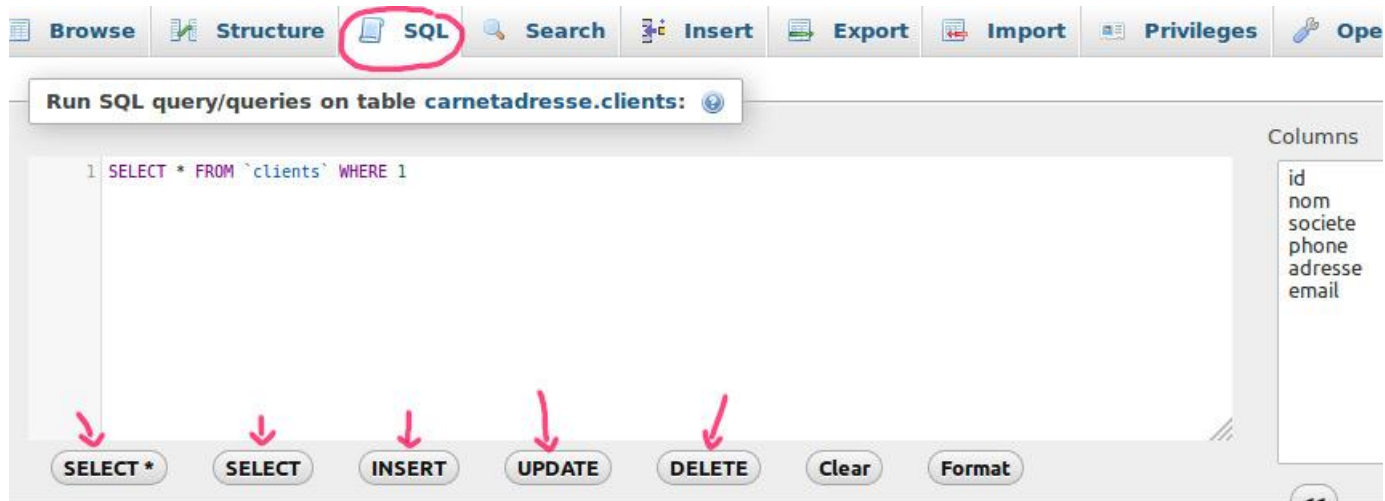 Browse Structure SQL Search Insert Export Import Privileges Ope
Run SQL query/queries on table carnetadresse.clients:
Columns
1 SELECT * FROM `clients` WHERE 1
id
nom
societe
phone
adresse
email
SELECT * SELECT INSERT UPDATE DELETE Clear Format
<<